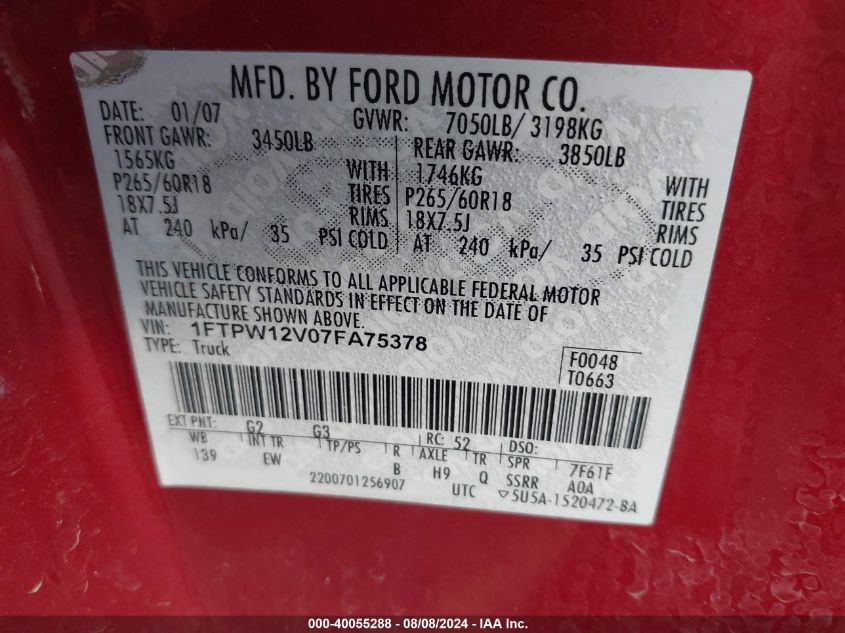 MFD. BY FORD MOTOR CO.
DATE: 01/07 GVWR: 7050LB/ 3198KG
FRONT GAWR: 3450LB REAR GAWR: 3850LB
1565KG WITH 1746KG WITH
P265/60R18 TIRES P265/60R18 TIRES
18X7.5J RIMS 18X7.5J RIMS
AT 240 kPa/ 35 PSI COLD AT 240 kPa/ 35 PSI COLD
THIS VEHICLE CONFORMS TO ALL APPLICABLE FEDERAL MOTOR
VEHICLE SAFETY STANDARDS IN EFFECT ON THE DATE OF
MANUFACTURE SHOWN ABOVE.
VIN: 1FTPW12V07FA75378
TYPE: Truck
F0048
T0663
EXT PNT: G2 G3 RC: 52 DSO:
WB INT TR TP/PS R AXLE TR SPR 7F61F
139 EW B H9 Q SSRR A0A
2200701256907 UTC ▽5U5A-1520472-BA
000-40055288 - 08/08/2024 - IAA Inc.